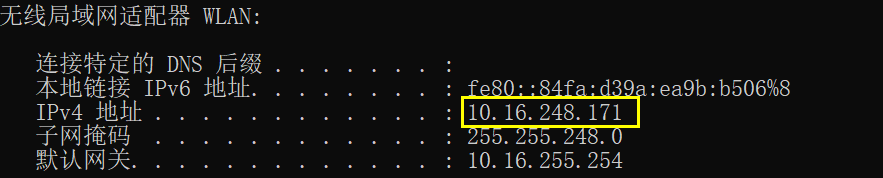 无线局域网适配器 WLAN:
连接特定的 DNS 后缀 . . . . . . . :
本地链接 IPv6 地址. . . . . . . . : fe80::84fa:d39a:ea9b:b506%8
IPv4 地址 . . . . . . . . . . . . : 10.16.248.171
子网掩码 . . . . . . . . . . . . : 255.255.248.0
默认网关. . . . . . . . . . . . . : 10.16.255.254